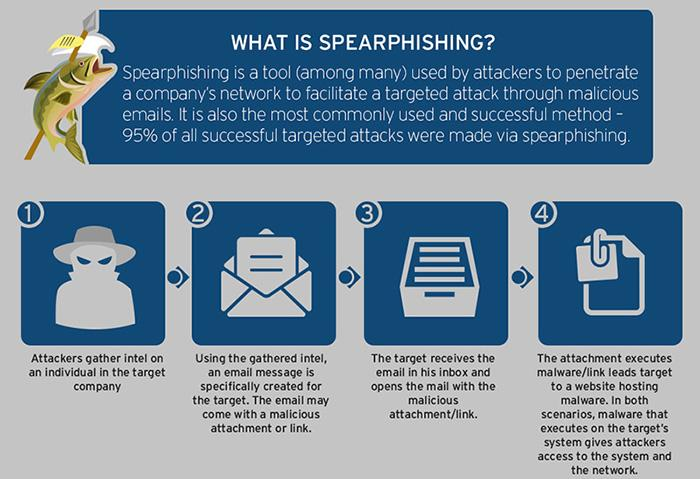 WHAT IS SPEARPHISHING?
Spearphishing is a tool (among many) used by attackers to penetrate
a company's network to facilitate a targeted attack through malicious
emails. It is also the most commonly used and successful method –
95% of all successful targeted attacks were made via spearphishing.
1
2
3
4
Attackers gather intel on
an individual in the target
company
Using the gathered intel,
an email message is
specifically created for
the target. The email may
come with a malicious
attachment or link.
The target receives the
email in his inbox and
opens the mail with the
malicious
attachment/link.
The attachment executes
malware/link leads target
to a website hosting
malware. In both
scenarios, malware that
executes on the target's
system gives attackers
access to the system and
the network.